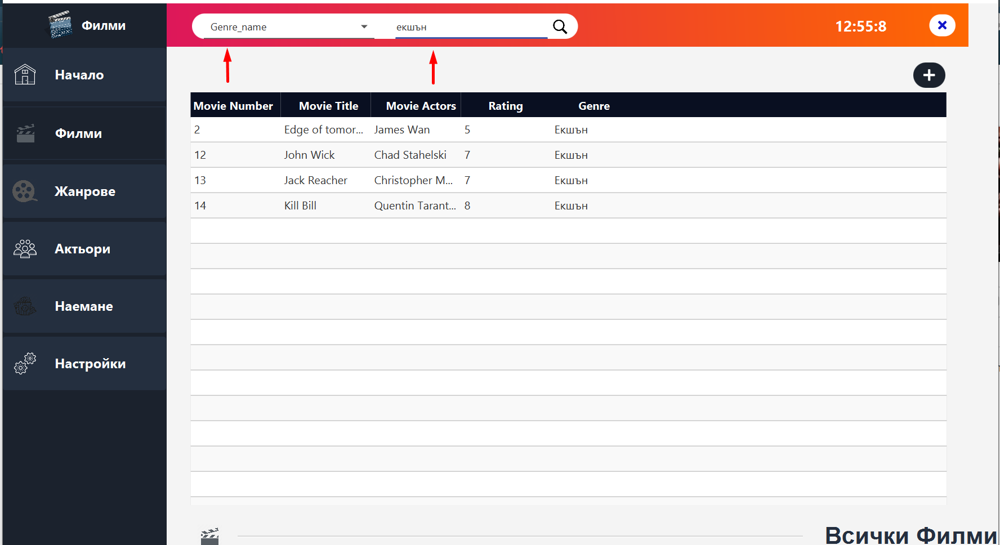 Филми
Genre_name екшън 12:55:8
Начало
Филми
Жанрове
Актьори
Наемане
Настройки
Movie Number Movie Title Movie Actors Rating Genre
2 Edge of tomor... James Wan 5 Екшън
12 John Wick Chad Stahelski 7 Екшън
13 Jack Reacher Christopher M... 7 Екшън
14 Kill Bill Quentin Tarant... 8 Екшън
Всички Филми